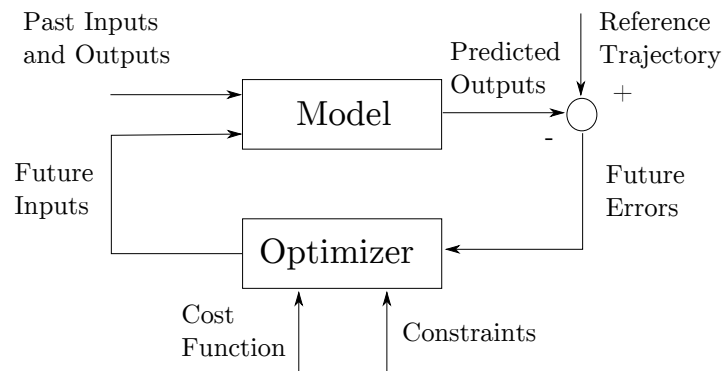 Past Inputs
and Outputs
Reference
Trajectory
Predicted
Outputs
Model
+
-
Future
Inputs
Future
Errors
Optimizer
Cost
Function
Constraints